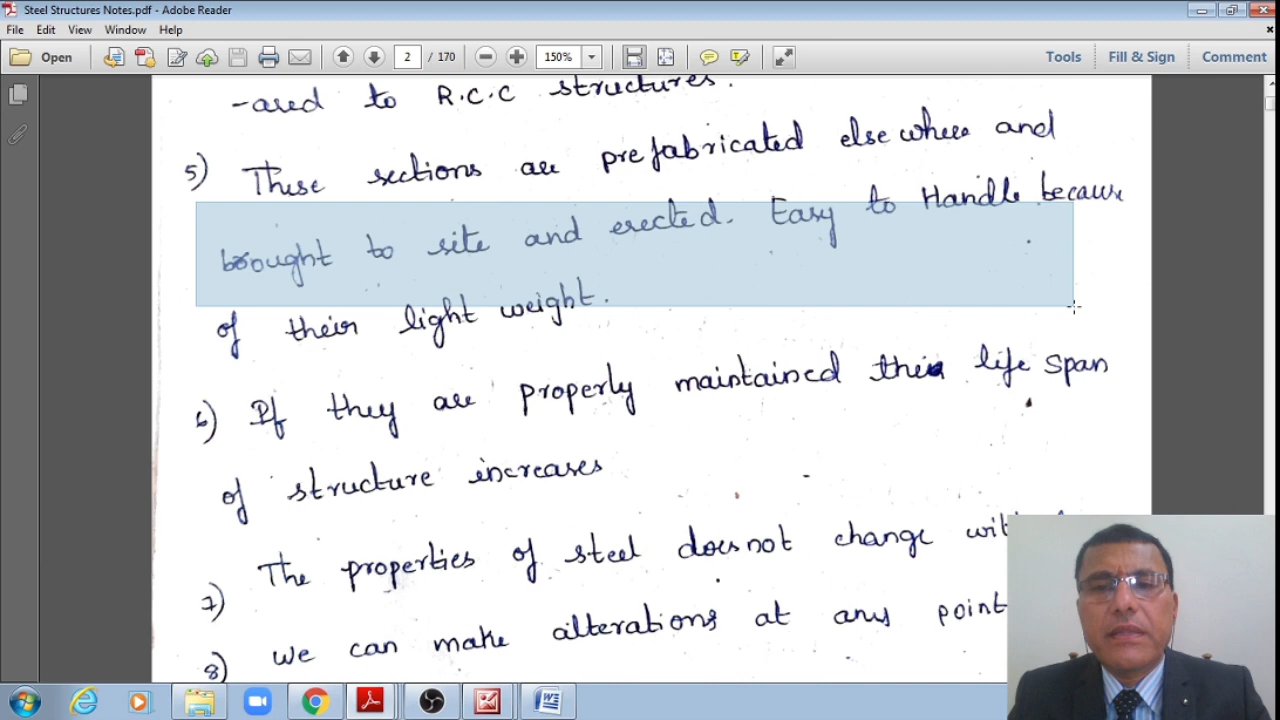 Steel Structures Notes.pdf - Adobe Reader
File Edit View Window Help
Open 2 / 170 150% Tools Fill & Sign Comment
-ared to R.C.C structures.
5) These sections are prefabricated elsewhere and
brought to site and erected. Easy to Handle because
of their light weight.
6) If they are properly maintained their life span
of structure increases
7) The properties of steel does not change
8) We can make alterations at any point